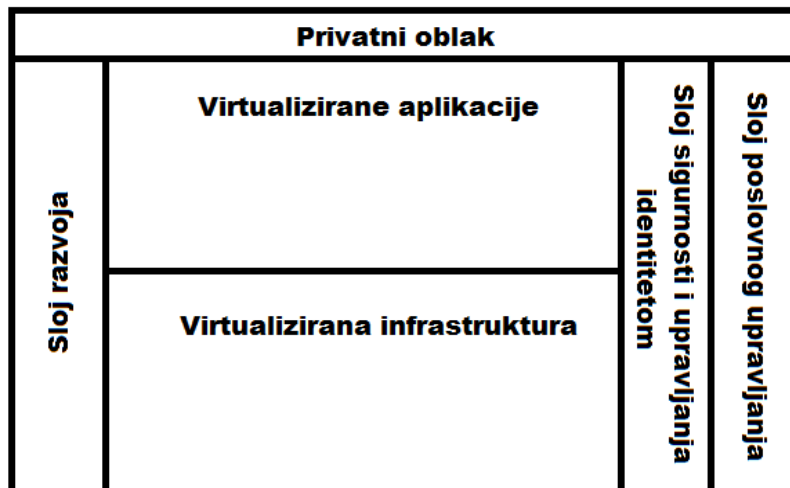 Privatni oblak
Sloj razvoja
Virtualizirane aplikacije
Virtualizirana infrastruktura
Sloj sigurnosti i upravljanja
identitetom
Sloj poslovnog upravljanja